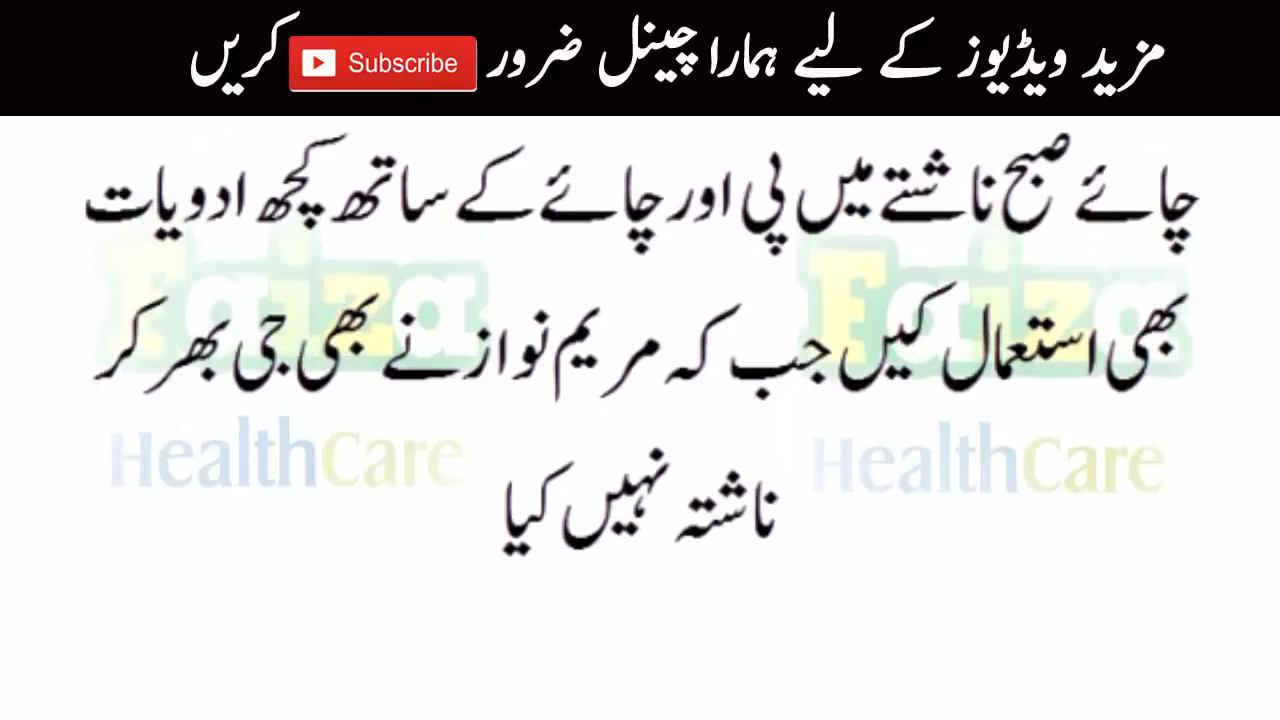 مزید ویڈیوز کے لیے ہمارا چینل ضرور Subscribe کریں
چائے صبح ناشتے میں پی اور چائے کے ساتھ کچھ ادویات
بھی استعمال کیں جب کہ مریم نواز نے بھی جی بھر کر
ناشتہ نہیں کیا
Faiza Faiza
HealthCare HealthCare